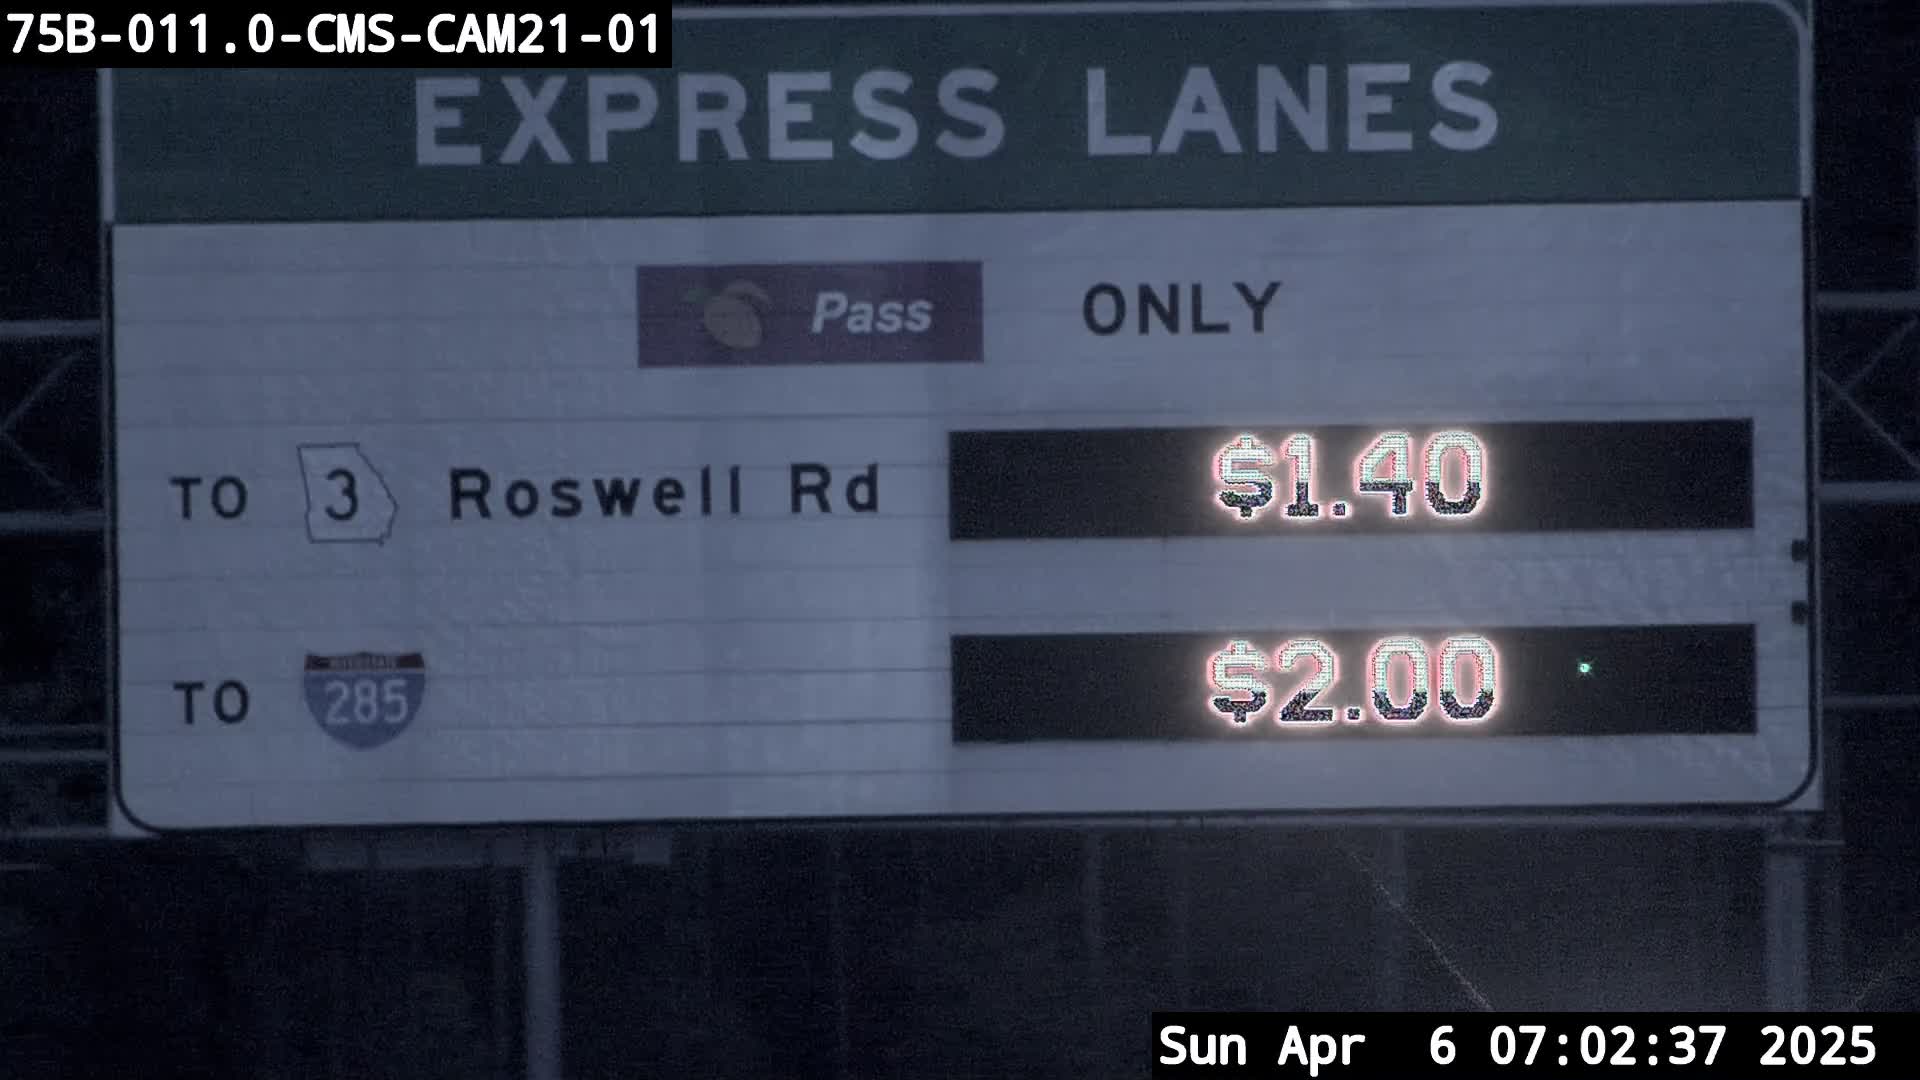 75B-011.0-CMS-CAM21-01
EXPRESS LANES
Pass ONLY
TO 3 Roswell Rd $1.40
INTERSTATE
TO 285 $2.00
Sun Apr 6 07:02:37 2025